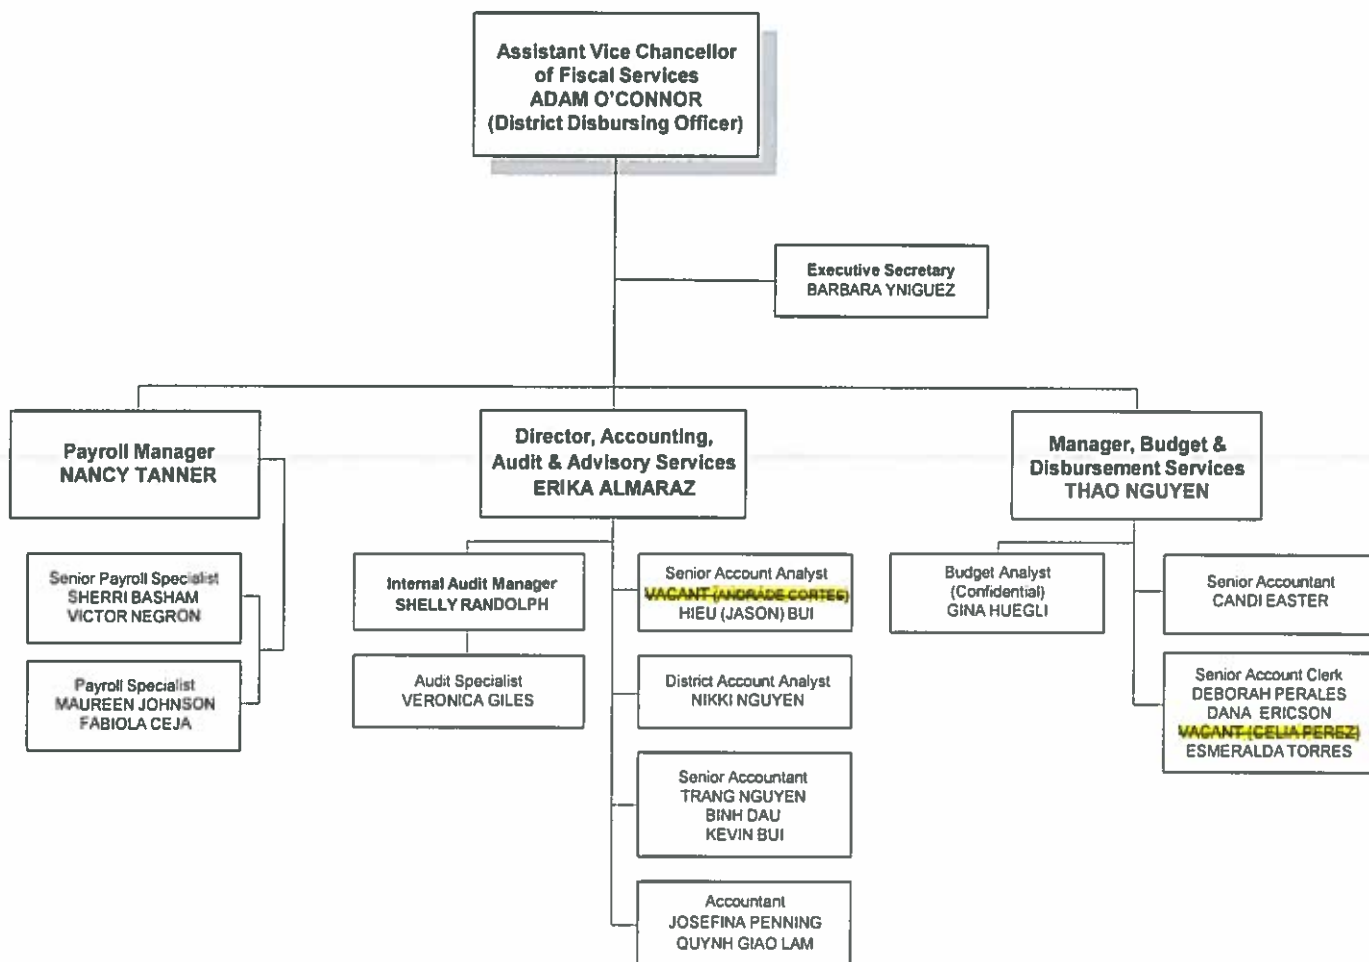 Assistant Vice Chancellor
of Fiscal Services
ADAM O'CONNOR
(District Disbursing Officer)
Executive Secretary
BARBARA YNIGUEZ
Payroll Manager
NANCY TANNER
Director, Accounting,
Audit & Advisory Services
ERIKA ALMARAZ
Manager, Budget &
Disbursement Services
THAO NGUYEN
Senior Payroll Specialist
SHERRI BASHAM
VICTOR NEGRON
Payroll Specialist
MAUREEN JOHNSON
FABIOLA CEJA
Internal Audit Manager
SHELLY RANDOLPH
Audit Specialist
VERONICA GILES
Senior Account Analyst
VACANT (ANDRADE CORTES)
HIEU (JASON) BUI
District Account Analyst
NIKKI NGUYEN
Senior Accountant
TRANG NGUYEN
BINH DAU
KEVIN BUI
Accountant
JOSEFINA PENNING
QUYNH GIAO LAM
Budget Analyst
(Confidential)
GINA HUEGLI
Senior Accountant
CANDI EASTER
Senior Account Clerk
DEBORAH PERALES
DANA ERICSON
VACANT (CELIA PEREZ)
ESMERALDA TORRES